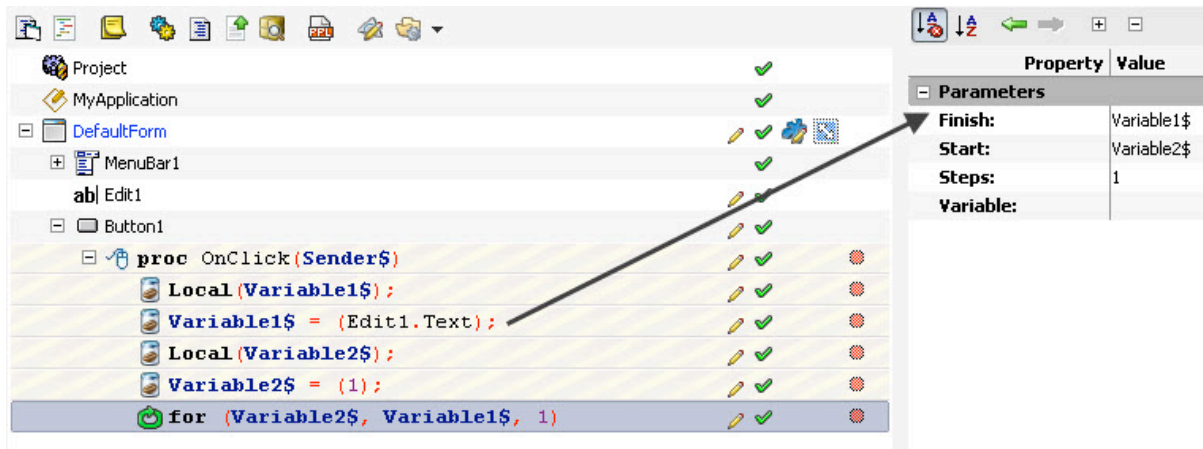 Project
MyApplication
DefaultForm
MenuBar1
ab| Edit1
Button1
proc OnClick(Sender$)
Local(Variable1$);
Variable1$ = (Edit1.Text);
Local(Variable2$);
Variable2$ = (1);
for (Variable2$, Variable1$, 1)
Property Value
Parameters
Finish: Variable1$
Start: Variable2$
Steps: 1
Variable: